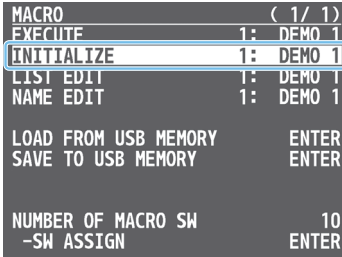 MACRO ( 1/ 1)
EXECUTE 1: DEMO 1
INITIALIZE 1: DEMO 1
LIST EDIT 1: DEMO 1
NAME EDIT 1: DEMO 1
LOAD FROM USB MEMORY ENTER
SAVE TO USB MEMORY ENTER
NUMBER OF MACRO SW 10
-SW ASSIGN ENTER